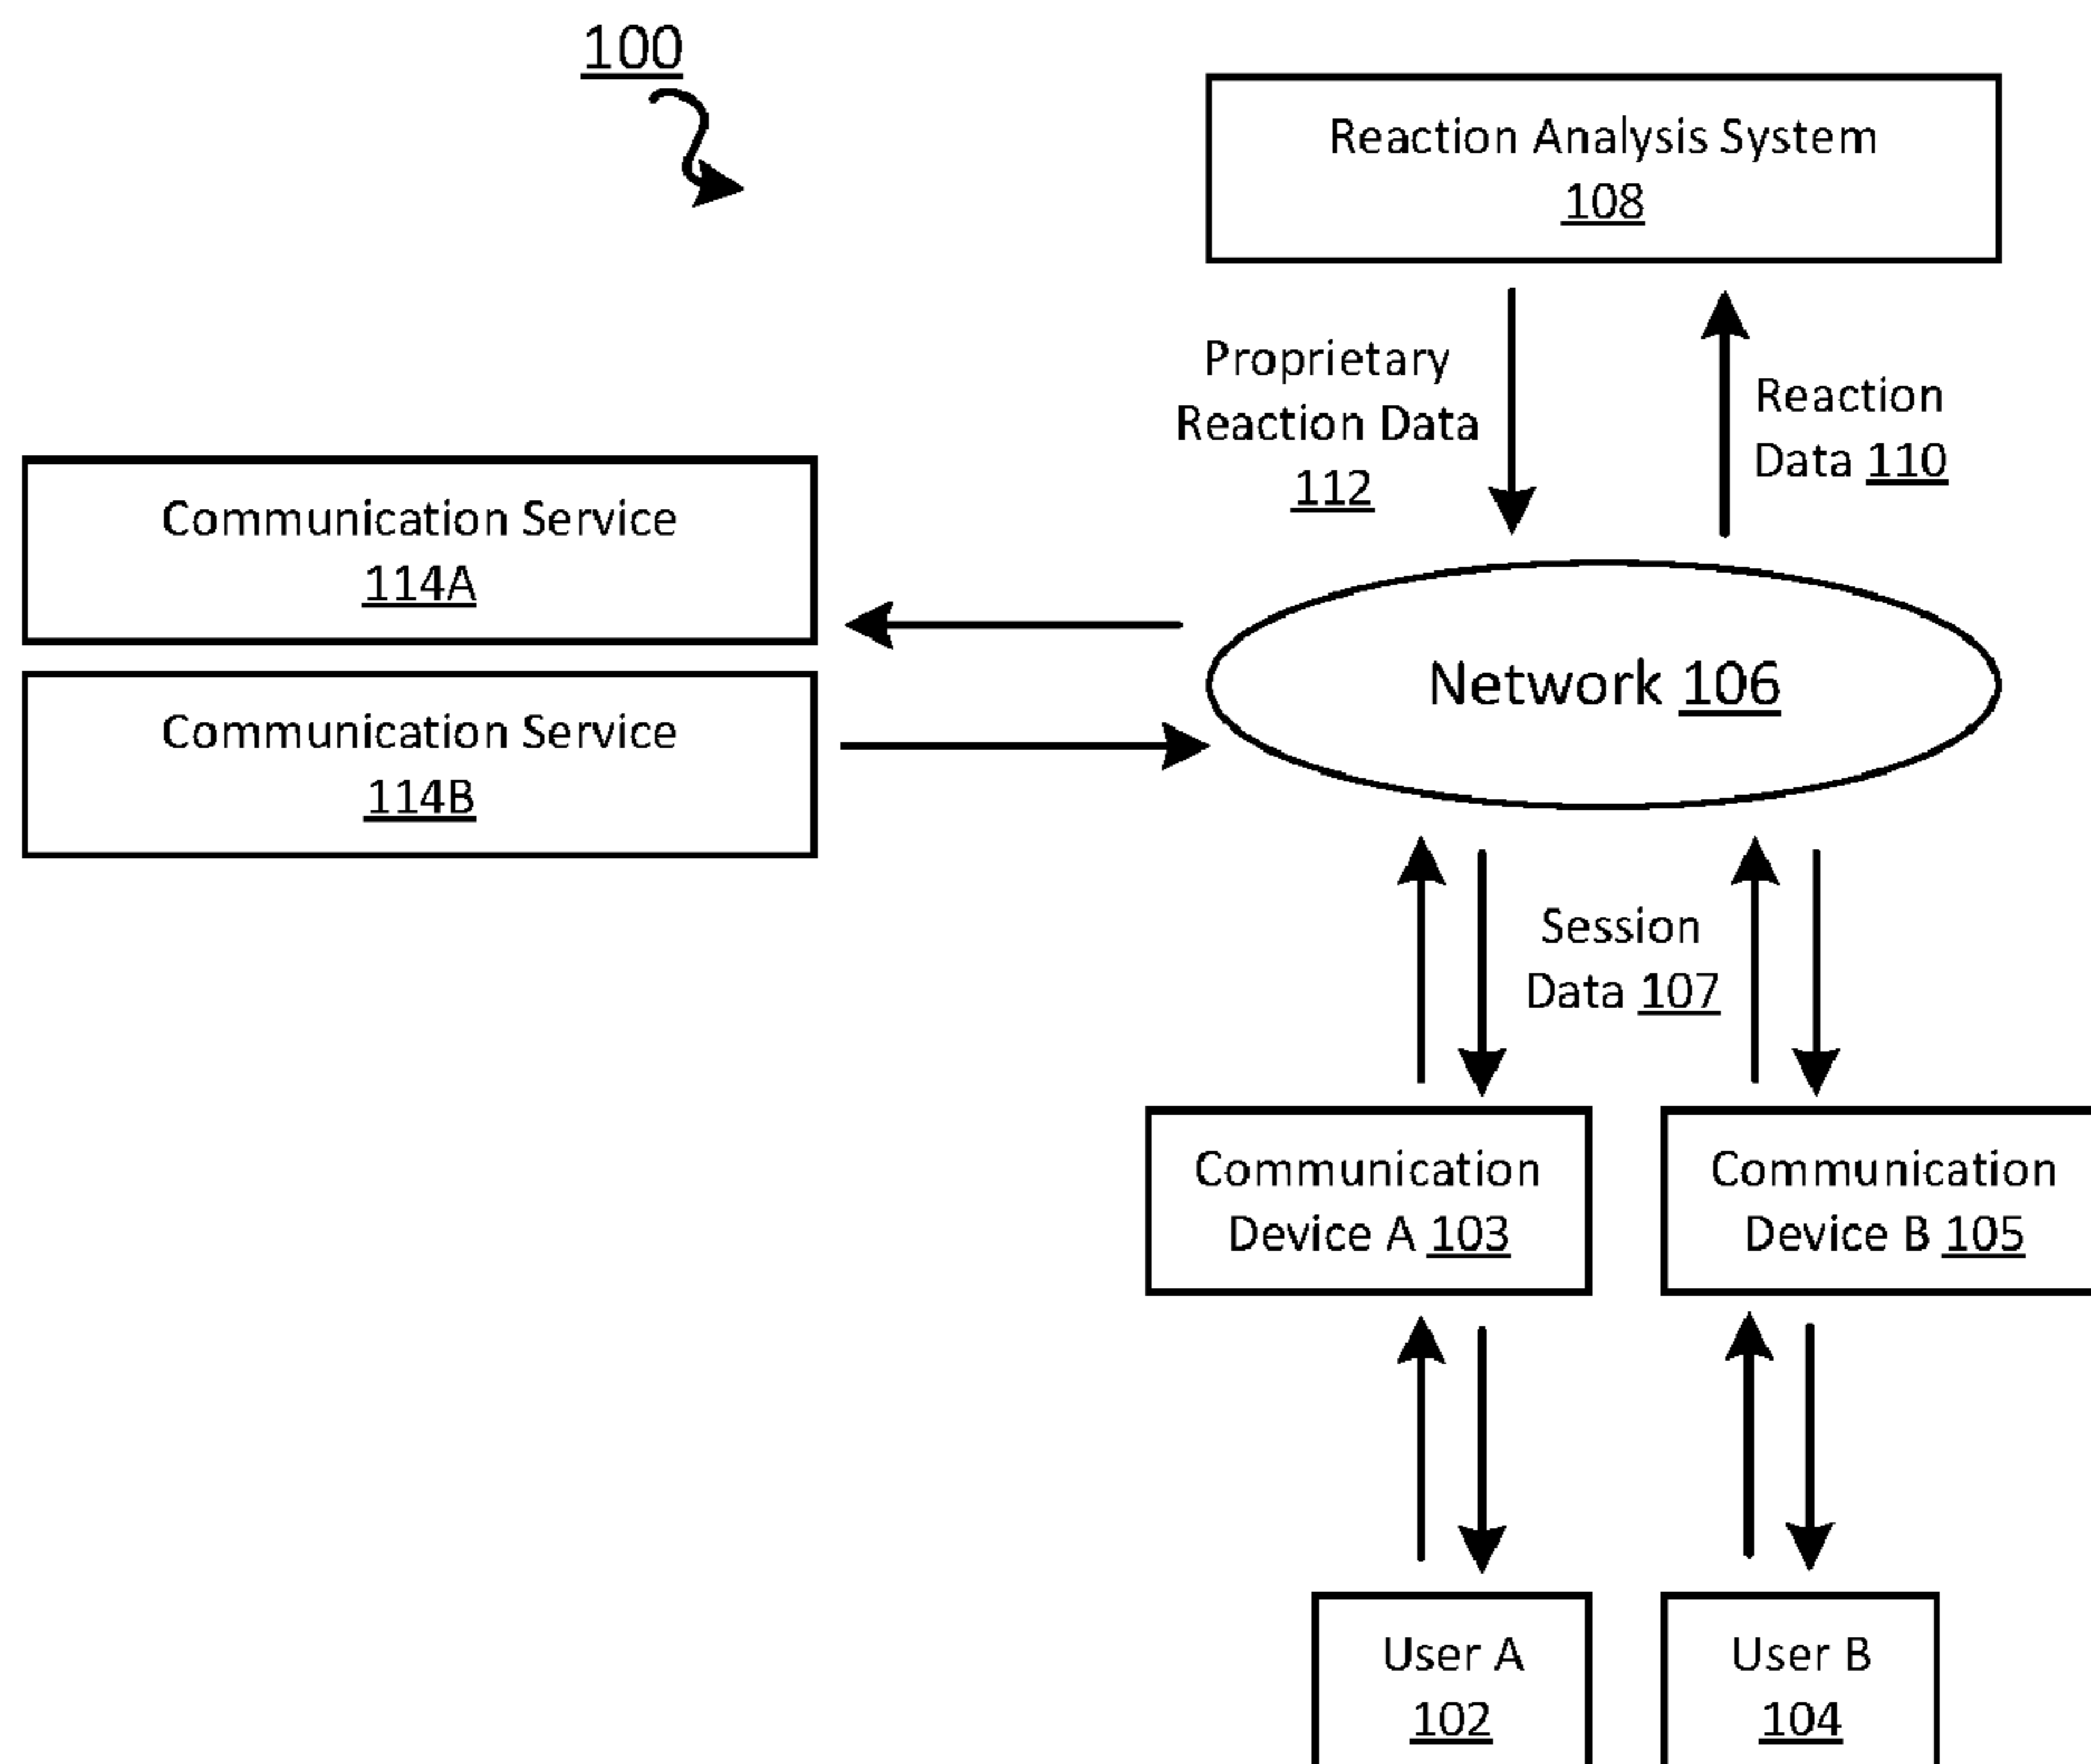 100
Reaction Analysis System
108
Proprietary
Reaction Data
112
Reaction
Data 110
Communication Service
114A
Communication Service
114B
Network 106
Session
Data 107
Communication
Device A 103
Communication
Device B 105
User A
102
User B
104